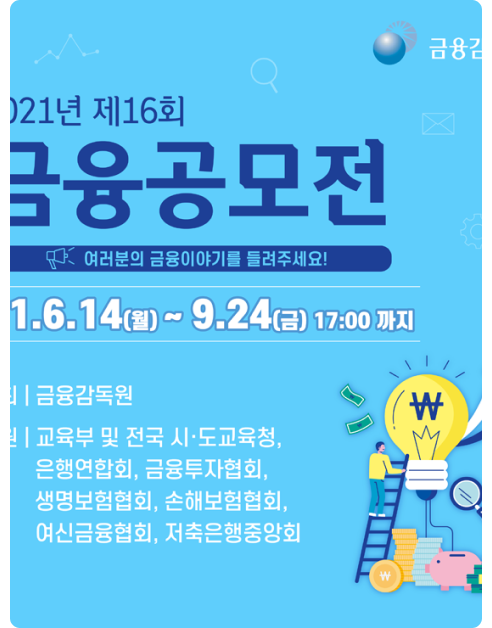 금융감
021년 제16회
금융공모전
여러분의 금융이야기를 들려주세요!
1.6.14(월) ~ 9.24(금) 17:00 까지
| 금융감독원
| 교육부 및 전국 시·도교육청,
은행연합회, 금융투자협회,
생명보험협회, 손해보험협회,
여신금융협회, 저축은행중앙회
₩
₩